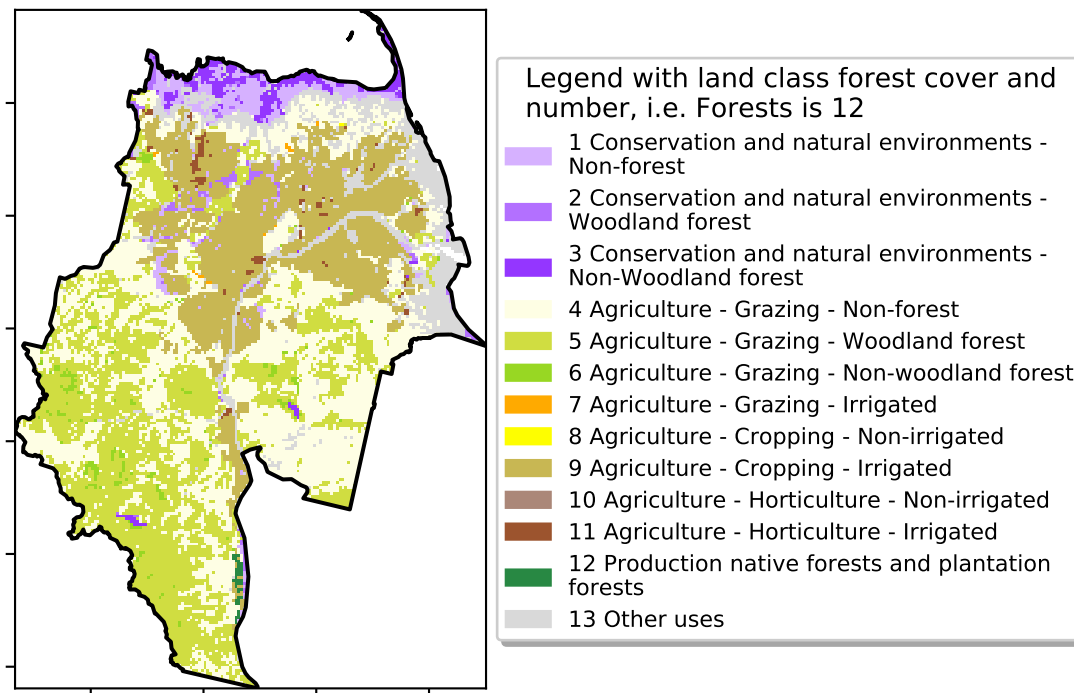 Legend with land class forest cover and
number, i.e. Forests is 12
1 Conservation and natural environments -
Non-forest
2 Conservation and natural environments -
Woodland forest
3 Conservation and natural environments -
Non-Woodland forest
4 Agriculture - Grazing - Non-forest
5 Agriculture - Grazing - Woodland forest
6 Agriculture - Grazing - Non-woodland forest
7 Agriculture - Grazing - Irrigated
8 Agriculture - Cropping - Non-irrigated
9 Agriculture - Cropping - Irrigated
10 Agriculture - Horticulture - Non-irrigated
11 Agriculture - Horticulture - Irrigated
12 Production native forests and plantation
forests
13 Other uses